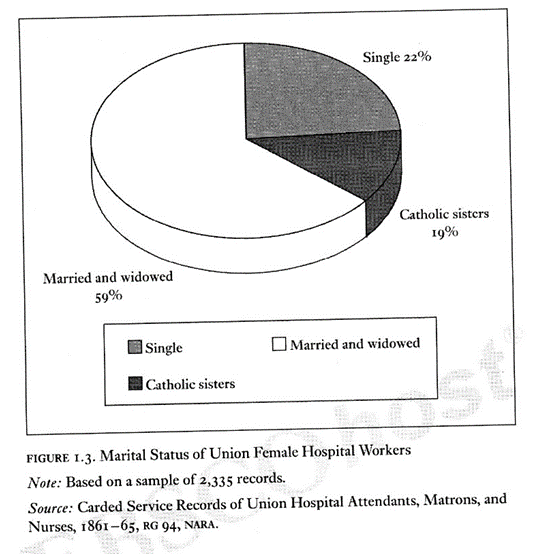 Single 22%
Catholic sisters
19%
Married and widowed
59%
Single
Married and widowed
Catholic sisters
FIGURE 1.3. Marital Status of Union Female Hospital Workers
Note: Based on a sample of 2,335 records.
Source: Carded Service Records of Union Hospital Attendants, Matrons, and
Nurses, 1861–65, RG 94, NARA.